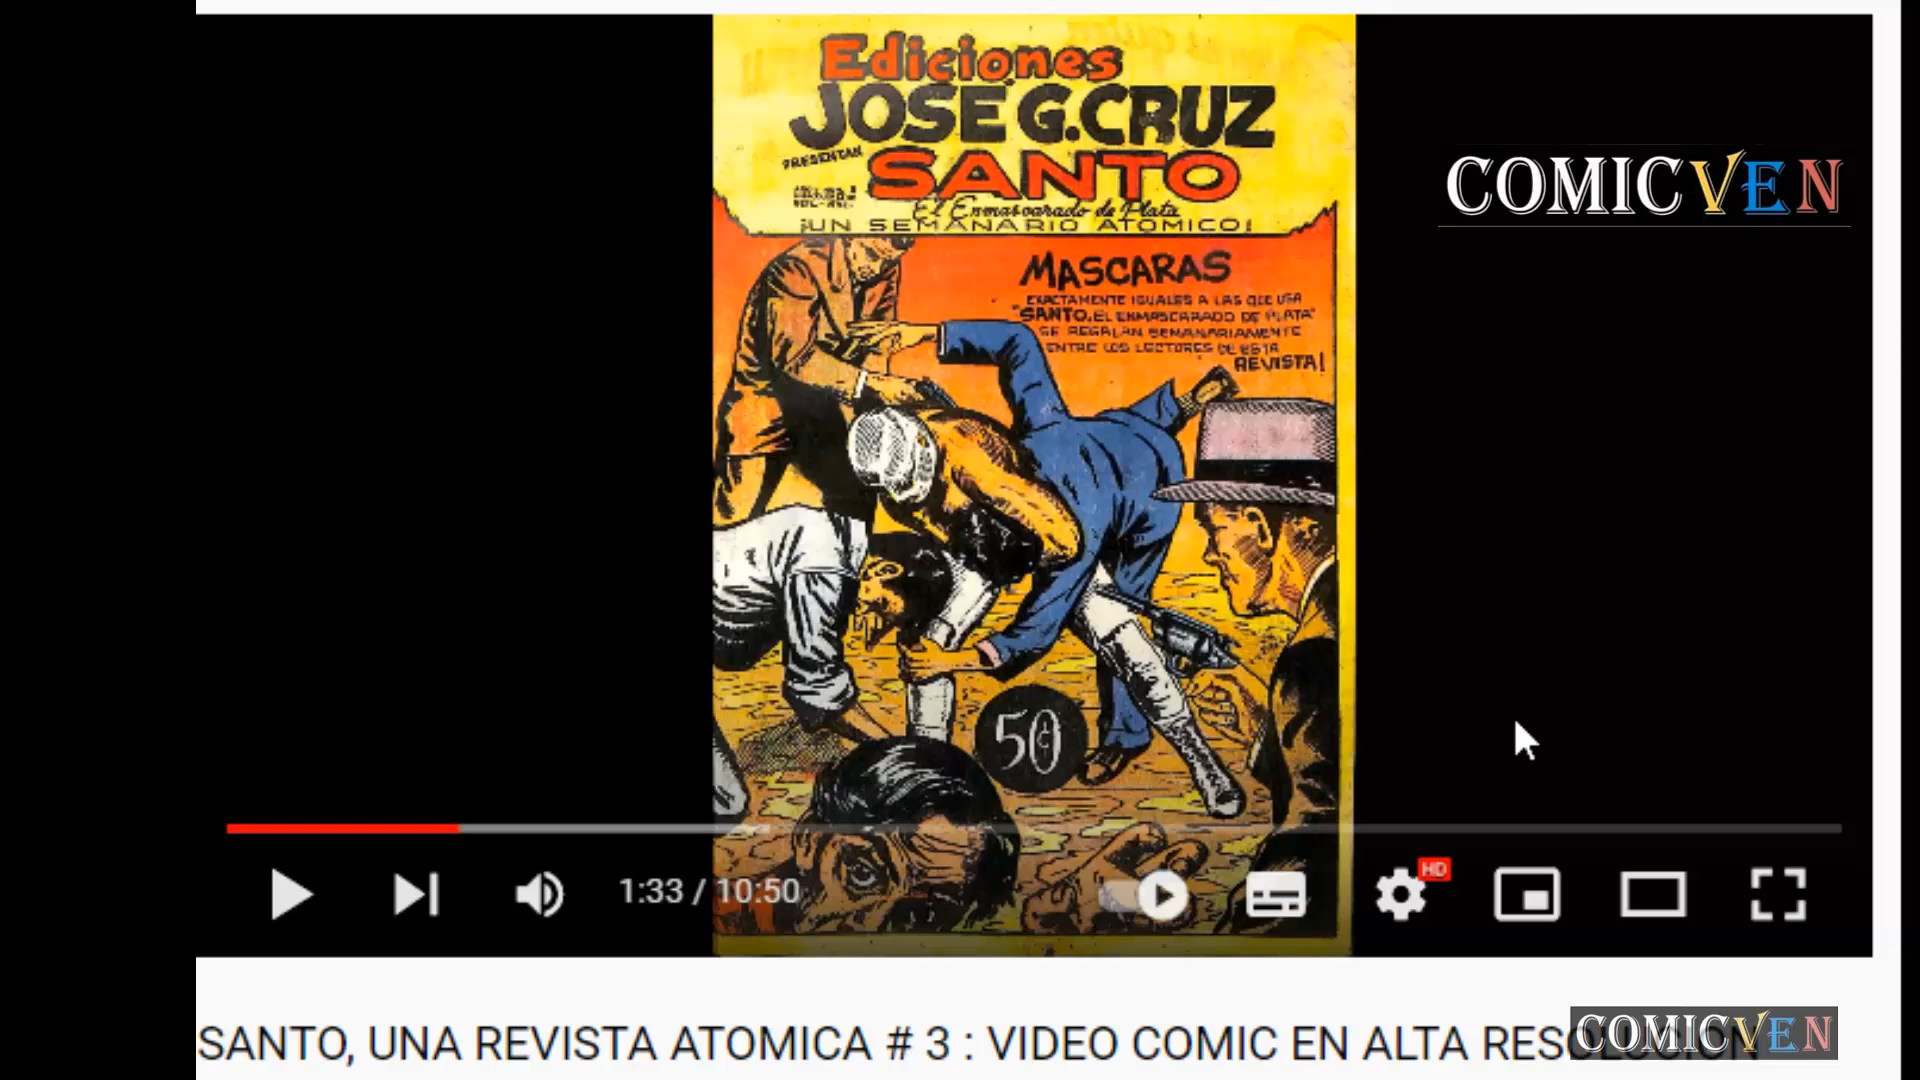 Ediciones
JOSE G. CRUZ
PRESENTAN
SANTO
El Enmascarado de Plata
¡UN SEMANARIO ATOMICO!
COMICVEN
MASCARAS
EXACTAMENTE IGUALES A LAS QUE USA
"SANTO, EL ENMASCARADO DE PLATA"
SE REGALAN SEMANARIAMENTE
ENTRE LOS LECTORES DE ESTA
REVISTA!
50¢
HD
1:33 / 10:50
SANTO, UNA REVISTA ATOMICA # 3 : VIDEO COMIC EN ALTA RESOLUCION
COMICVEN